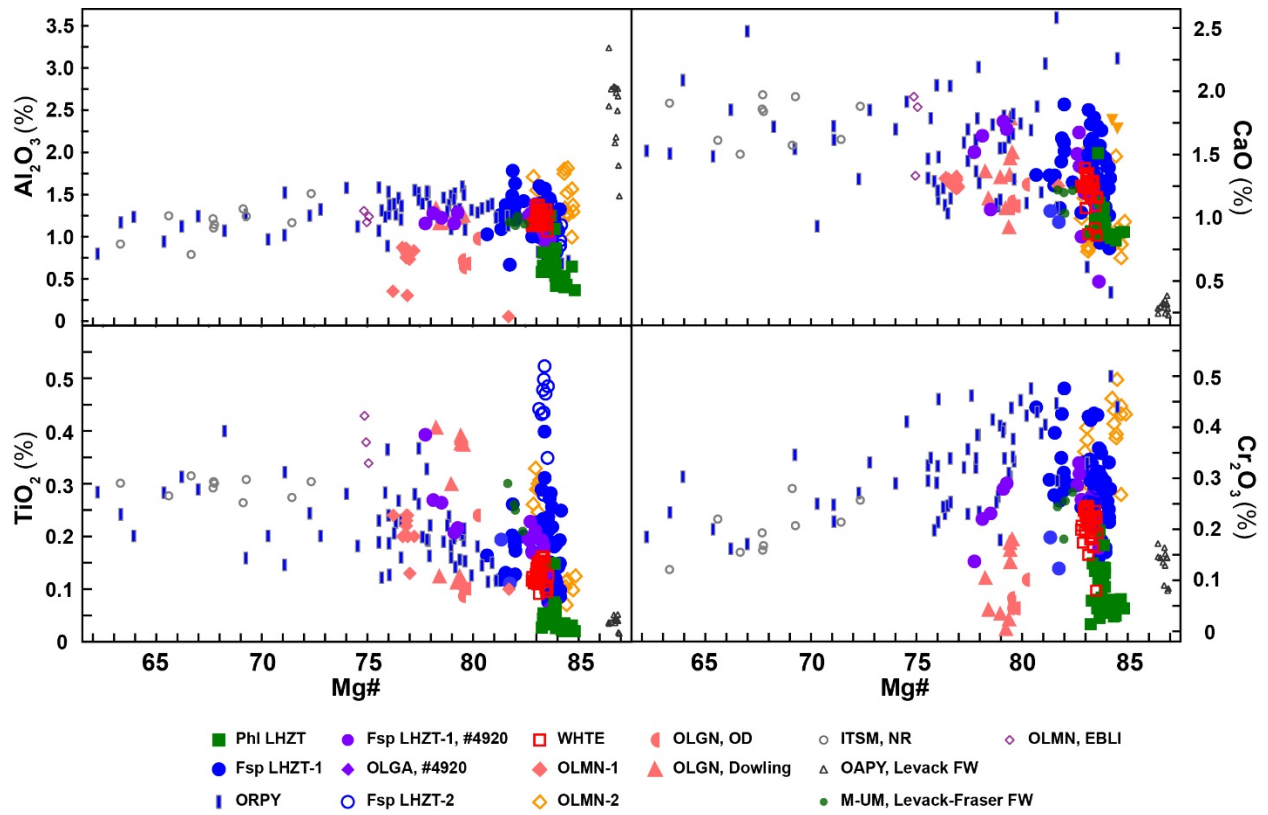 3.5
3.0
2.5
2.0
1.5
1.0
0.5
0
Al2O3 (%)
2.5
2.0
1.5
1.0
0.5
CaO (%)
0.5
0.4
0.3
0.2
0.1
0
TiO2 (%)
0.5
0.4
0.3
0.2
0.1
0
Cr2O3 (%)
65 70 75 80 85
65 70 75 80 85
Mg# Mg#
Phl LHZT Fsp LHZT-1, #4920 WHTE OLGN, OD ITSM, NR OLMN, EBLI
Fsp LHZT-1 OLGA, #4920 OLMN-1 OLGN, Dowling OAPY, Levack FW
ORPY Fsp LHZT-2 OLMN-2 M-UM, Levack-Fraser FW